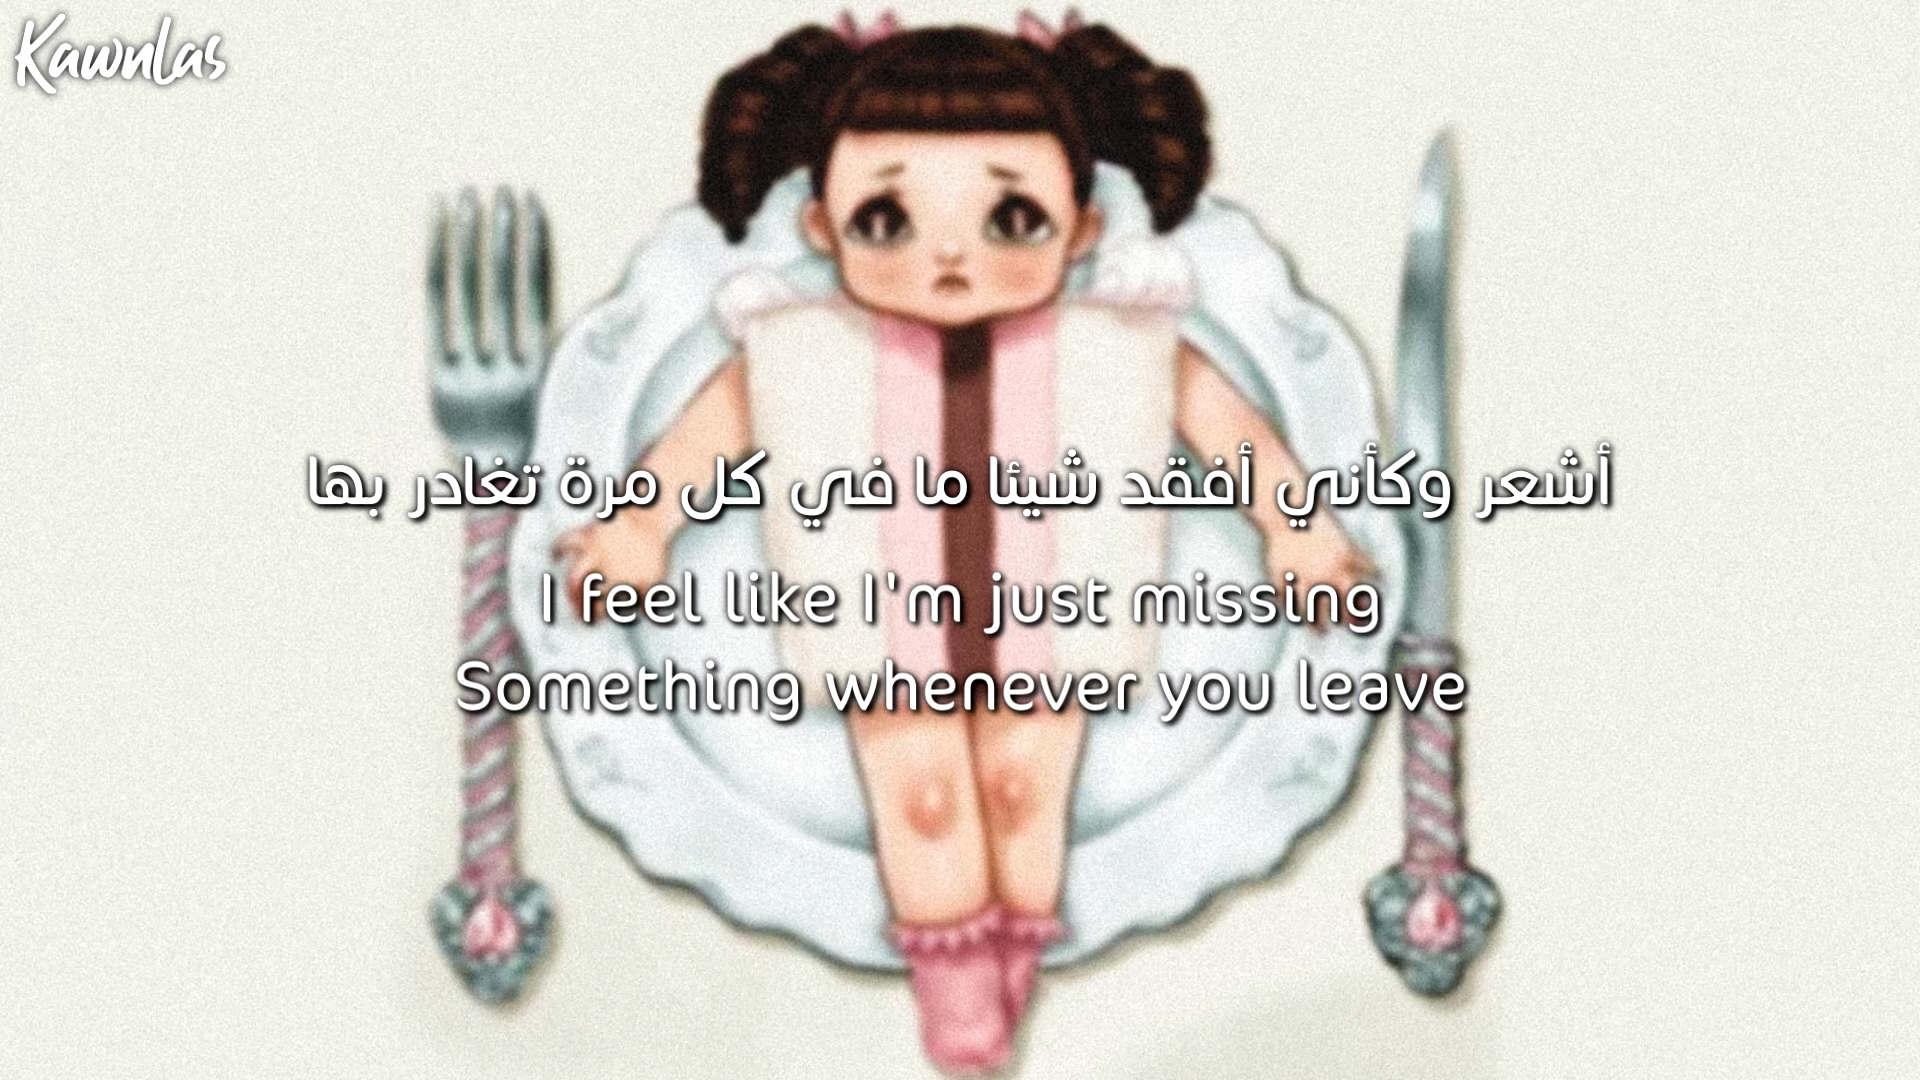 Kawnlas
أشعر وكأني أفقد شيئا ما في كل مرة تغادر بها
I feel like I'm just missing
Something whenever you leave